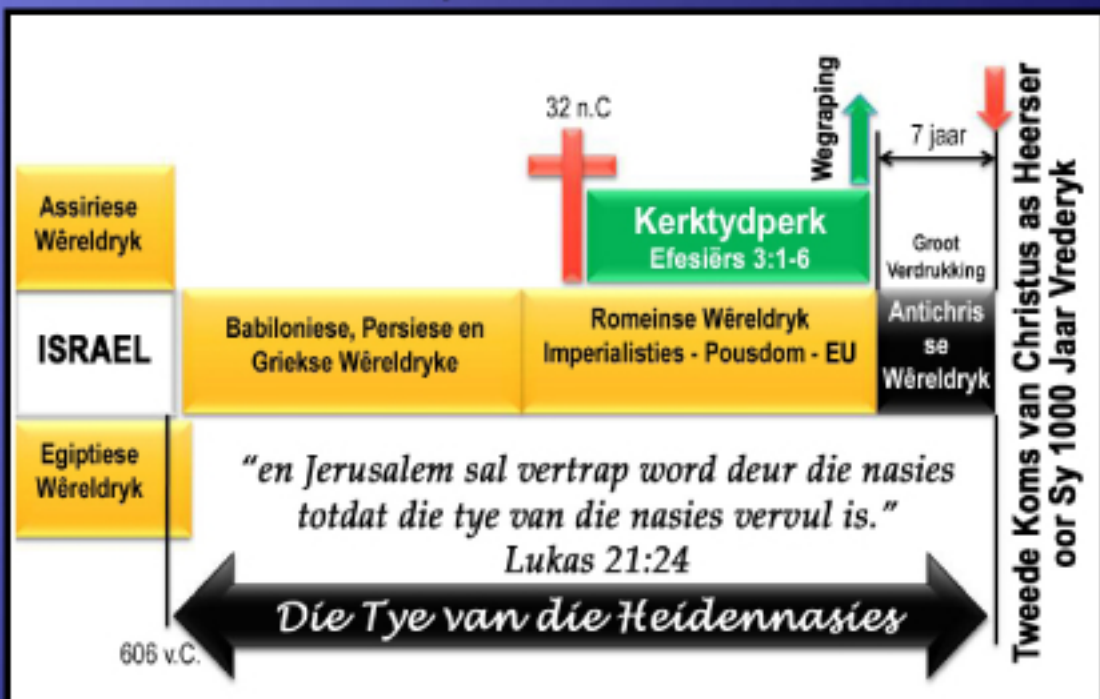 32 n.C
Wegraping
7 jaar
Assiriese
Wêreldryk
Kerktydperk
Efesiërs 3:1-6
Groot
Verdrukking
ISRAEL
Babiloniese, Persiese en
Griekse Wêreldryke
Romeinse Wêreldryk
Imperialisties - Pousdom - EU
Antichris
se
Wêreldryk
Egiptiese
Wêreldryk
“en Jerusalem sal vertrap word deur die nasies
totdat die tye van die nasies vervul is.”
Lukas 21:24
Die Tye van die Heidennasies
606 v.C.
Tweede Koms van Christus as Heerser
oor Sy 1000 Jaar Vrederyk